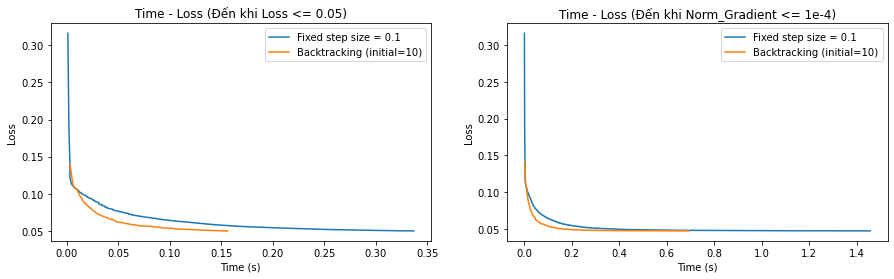 Time - Loss (Đến khi Loss <= 0.05)
Fixed step size = 0.1
Backtracking (initial=10)
0.30
0.25
0.20
0.15
0.10
0.05
Loss
0.00 0.05 0.10 0.15 0.20 0.25 0.30 0.35
Time (s)
Time - Loss (Đến khi Norm_Gradient <= 1e-4)
Fixed step size = 0.1
Backtracking (initial=10)
0.30
0.25
0.20
0.15
0.10
0.05
Loss
0.0 0.2 0.4 0.6 0.8 1.0 1.2 1.4
Time (s)